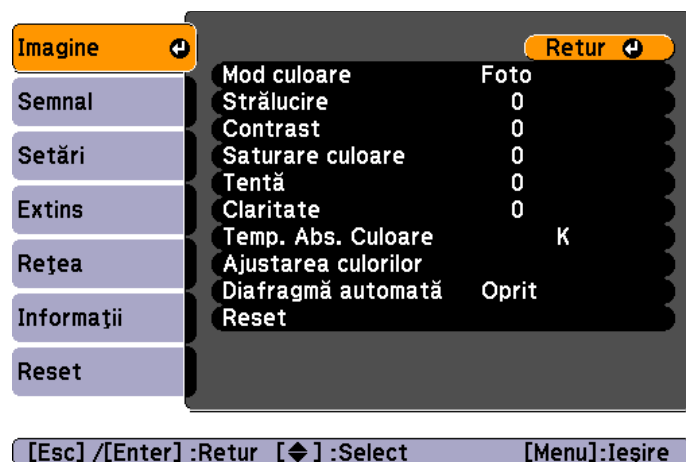 Imagine
Semnal
Setări
Extins
Reţea
Informaţii
Reset
Retur
Mod culoare Foto
Strălucire 0
Contrast 0
Saturare culoare 0
Tentă 0
Claritate 0
Temp. Abs. Culoare K
Ajustarea culorilor
Diafragmă automată Oprit
Reset
[Esc] /[Enter] :Retur [◆] :Select [Menu]:Ieşire